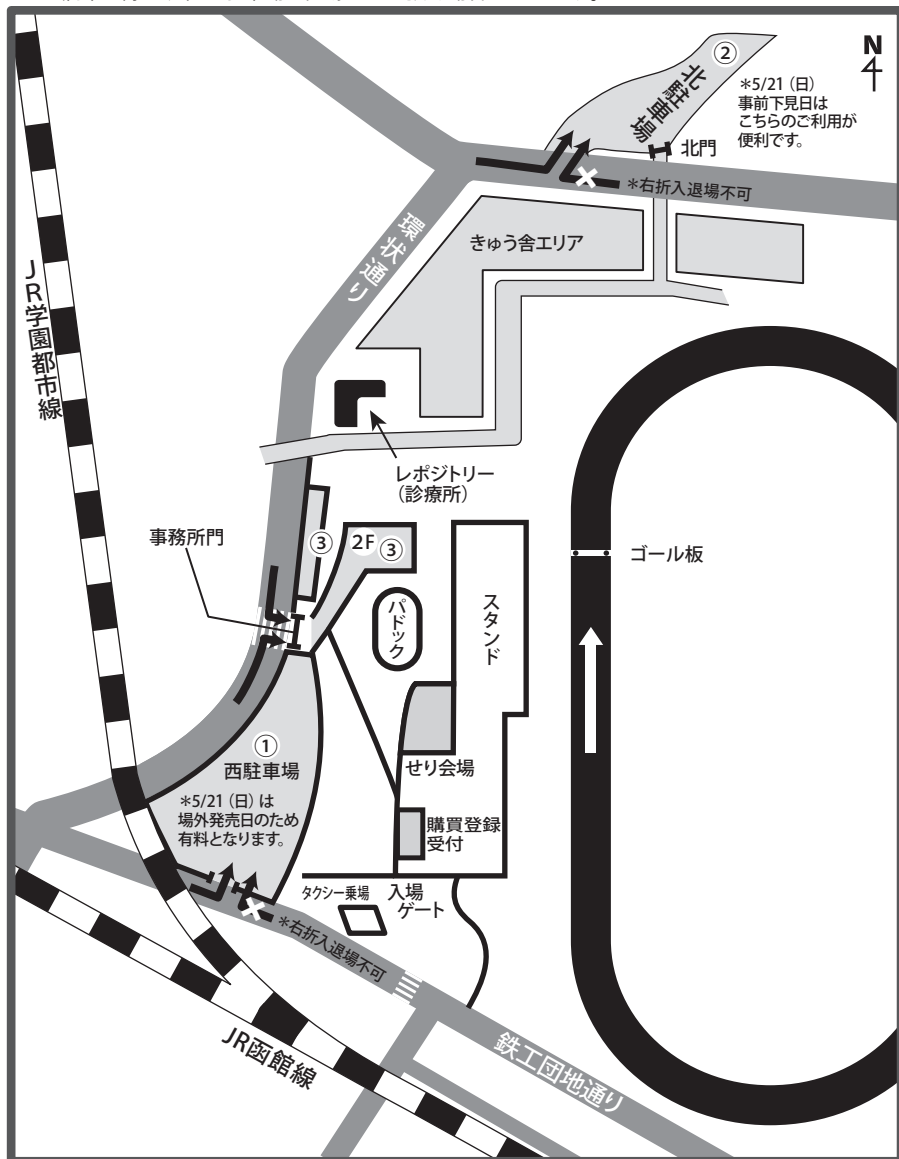 N
②
北駐車場
*5/21（日）
事前下見日は
こちらのご利用が
便利です。
北門
*右折入退場不可
環状通り
きゅう舎エリア
JR学園都市線
レポジトリー
（診療所）
事務所門
③
2F ③
パドック
スタンド
ゴール板
①
西駐車場
*5/21（日）は
場外発売日のため
有料となります。
せり会場
購買登録
受付
タクシー乗場
入場
ゲート
*右折入退場不可
鉄工団地通り
JR函館線